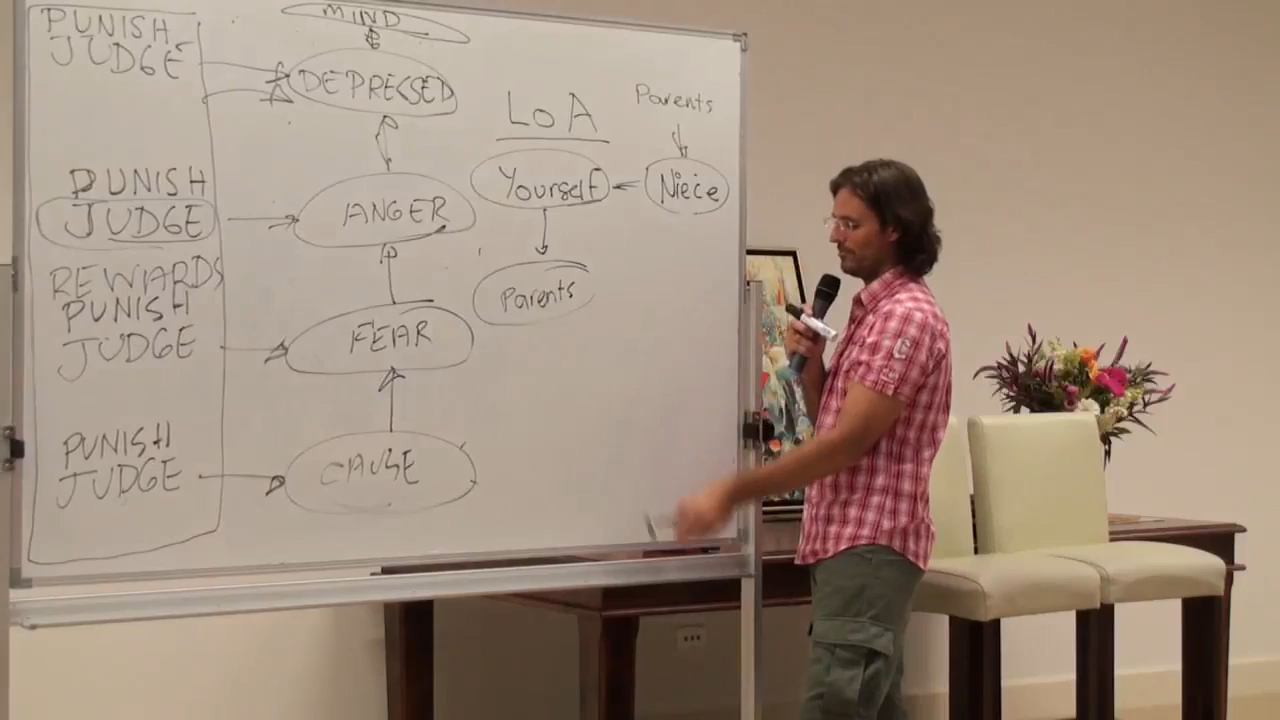 PUNISH
JUDGE
PUNISH
JUDGE
REWARDS
PUNISH
JUDGE
PUNISH
JUDGE
MIND
DEPRESSED
ANGER
FEAR
CAUSE
LOA
Yourself
Parents
Parents
Niece